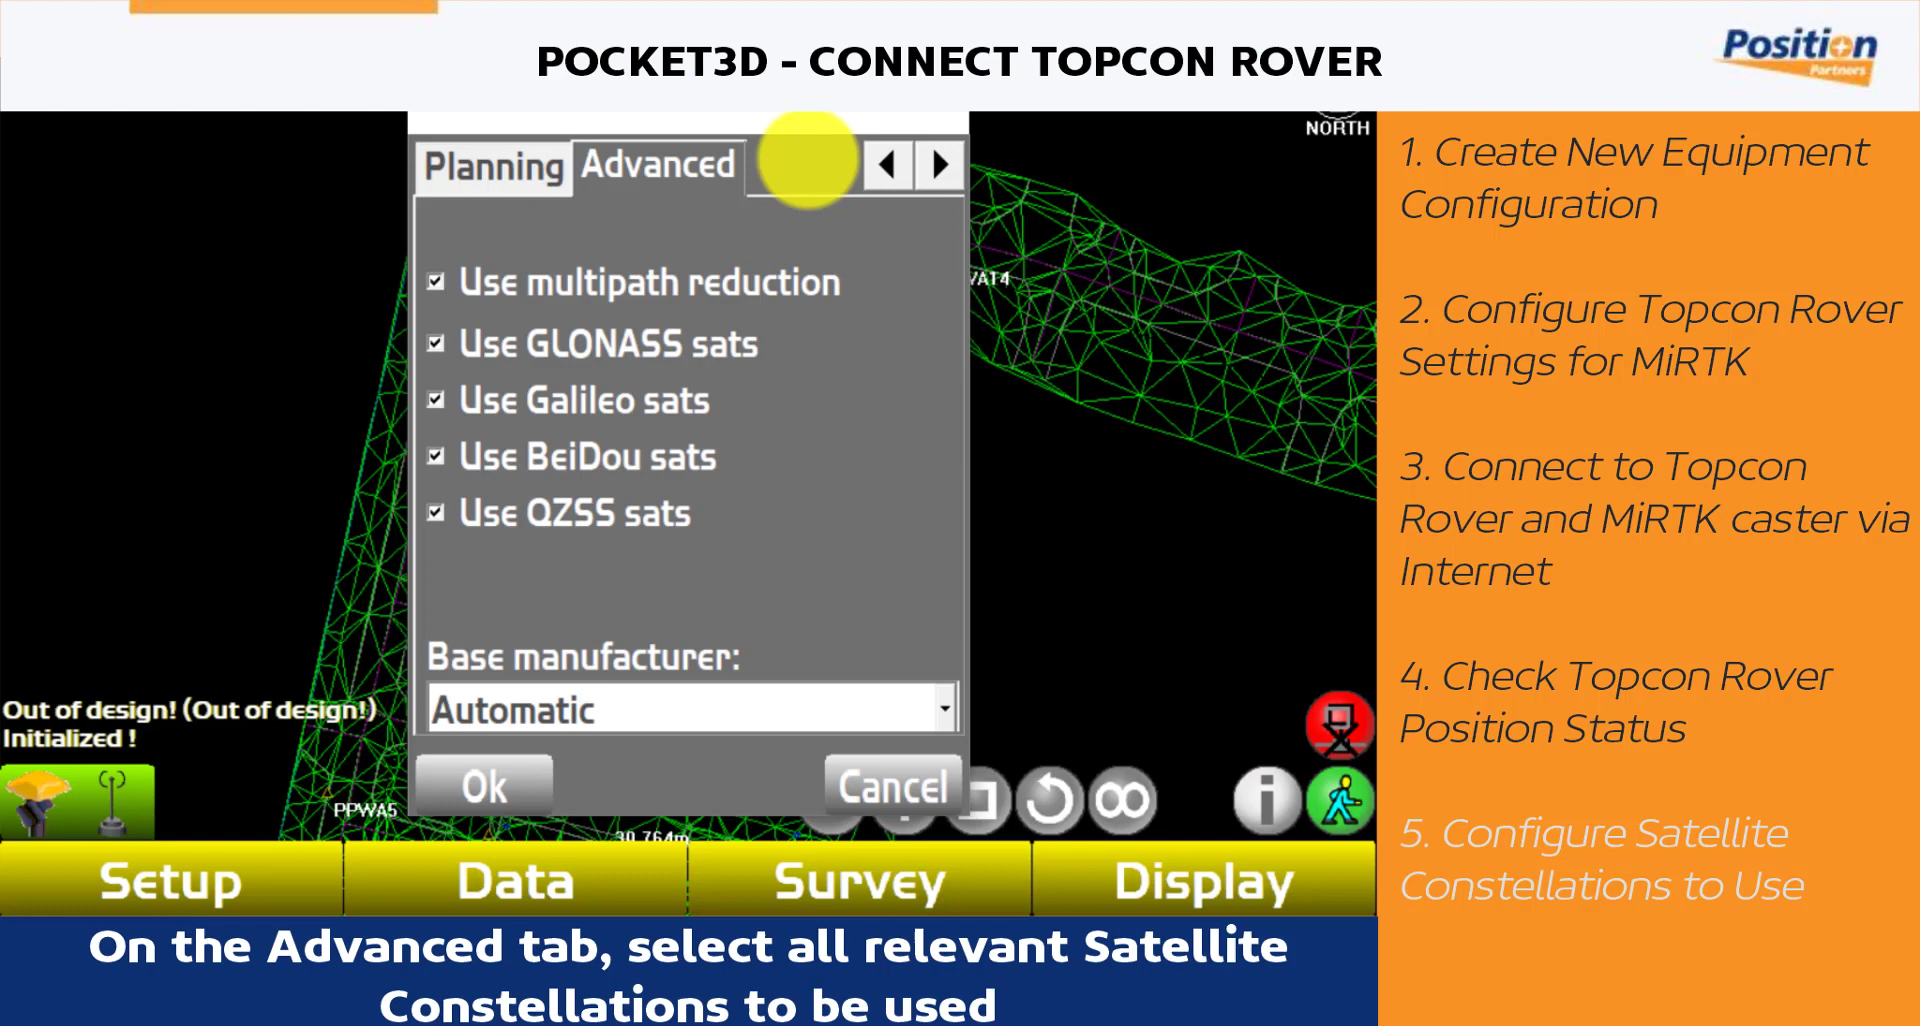 POCKET3D - CONNECT TOPCON ROVER
Position
Partners
NORTH
Planning
Advanced
Use multipath reduction
Use GLONASS sats
Use Galileo sats
Use BeiDou sats
Use QZSS sats
Base manufacturer:
Automatic
Ok
Cancel
Out of design! (Out of design!)
Initialized !
PPWA5
30.764m
Setup
Data
Survey
Display
On the Advanced tab, select all relevant Satellite
Constellations to be used
1. Create New Equipment
Configuration
2. Configure Topcon Rover
Settings for MiRTK
3. Connect to Topcon
Rover and MiRTK caster via
Internet
4. Check Topcon Rover
Position Status
5. Configure Satellite
Constellations to Use